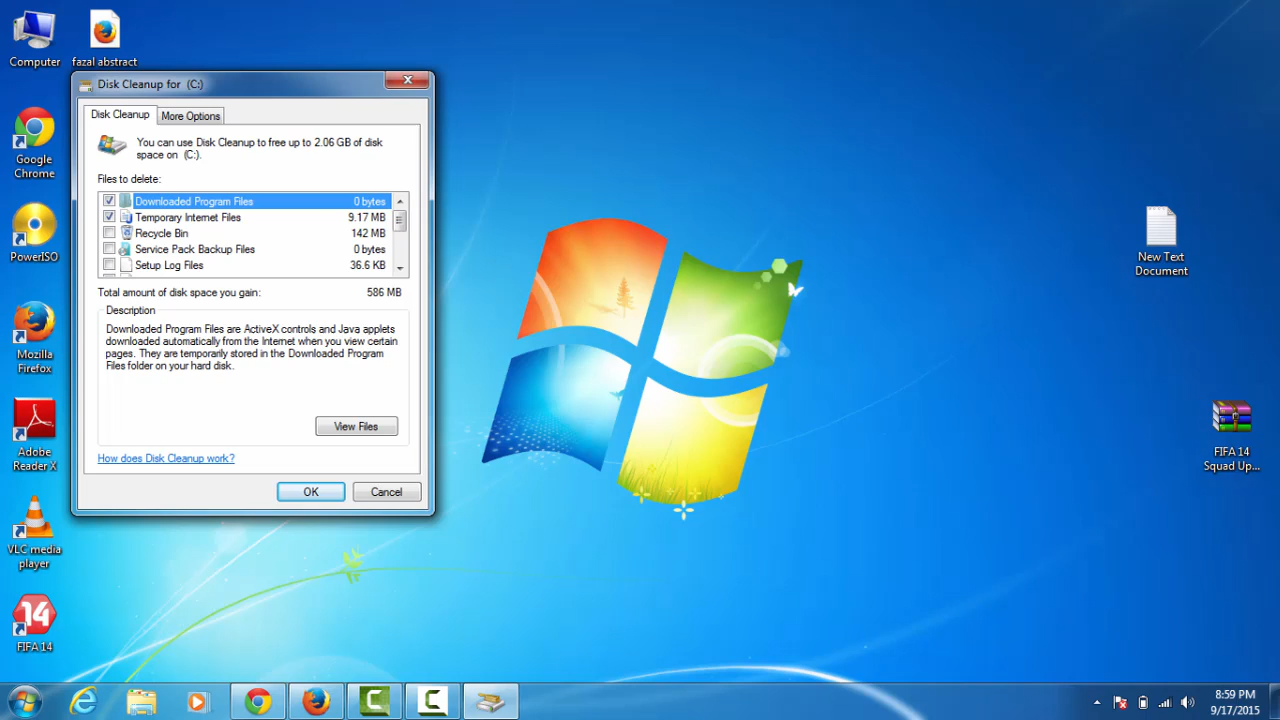 Computer
fazal abstract
Google
Chrome
PowerISO
Mozilla
Firefox
Adobe
Reader X
VLC media
player
14
FIFA 14
Disk Cleanup for (C:)
Disk Cleanup
More Options
You can use Disk Cleanup to free up to 2.06 GB of disk
space on (C:).
Files to delete:
Downloaded Program Files 0 bytes
Temporary Internet Files 9.17 MB
Recycle Bin 142 MB
Service Pack Backup Files 0 bytes
Setup Log Files 36.6 KB
Total amount of disk space you gain: 586 MB
Description
Downloaded Program Files are ActiveX controls and Java applets
downloaded automatically from the Internet when you view certain
pages. They are temporarily stored in the Downloaded Program
Files folder on your hard disk.
View Files
How does Disk Cleanup work?
OK
Cancel
New Text
Document
FIFA 14
Squad Up...
8:59 PM
9/17/2015